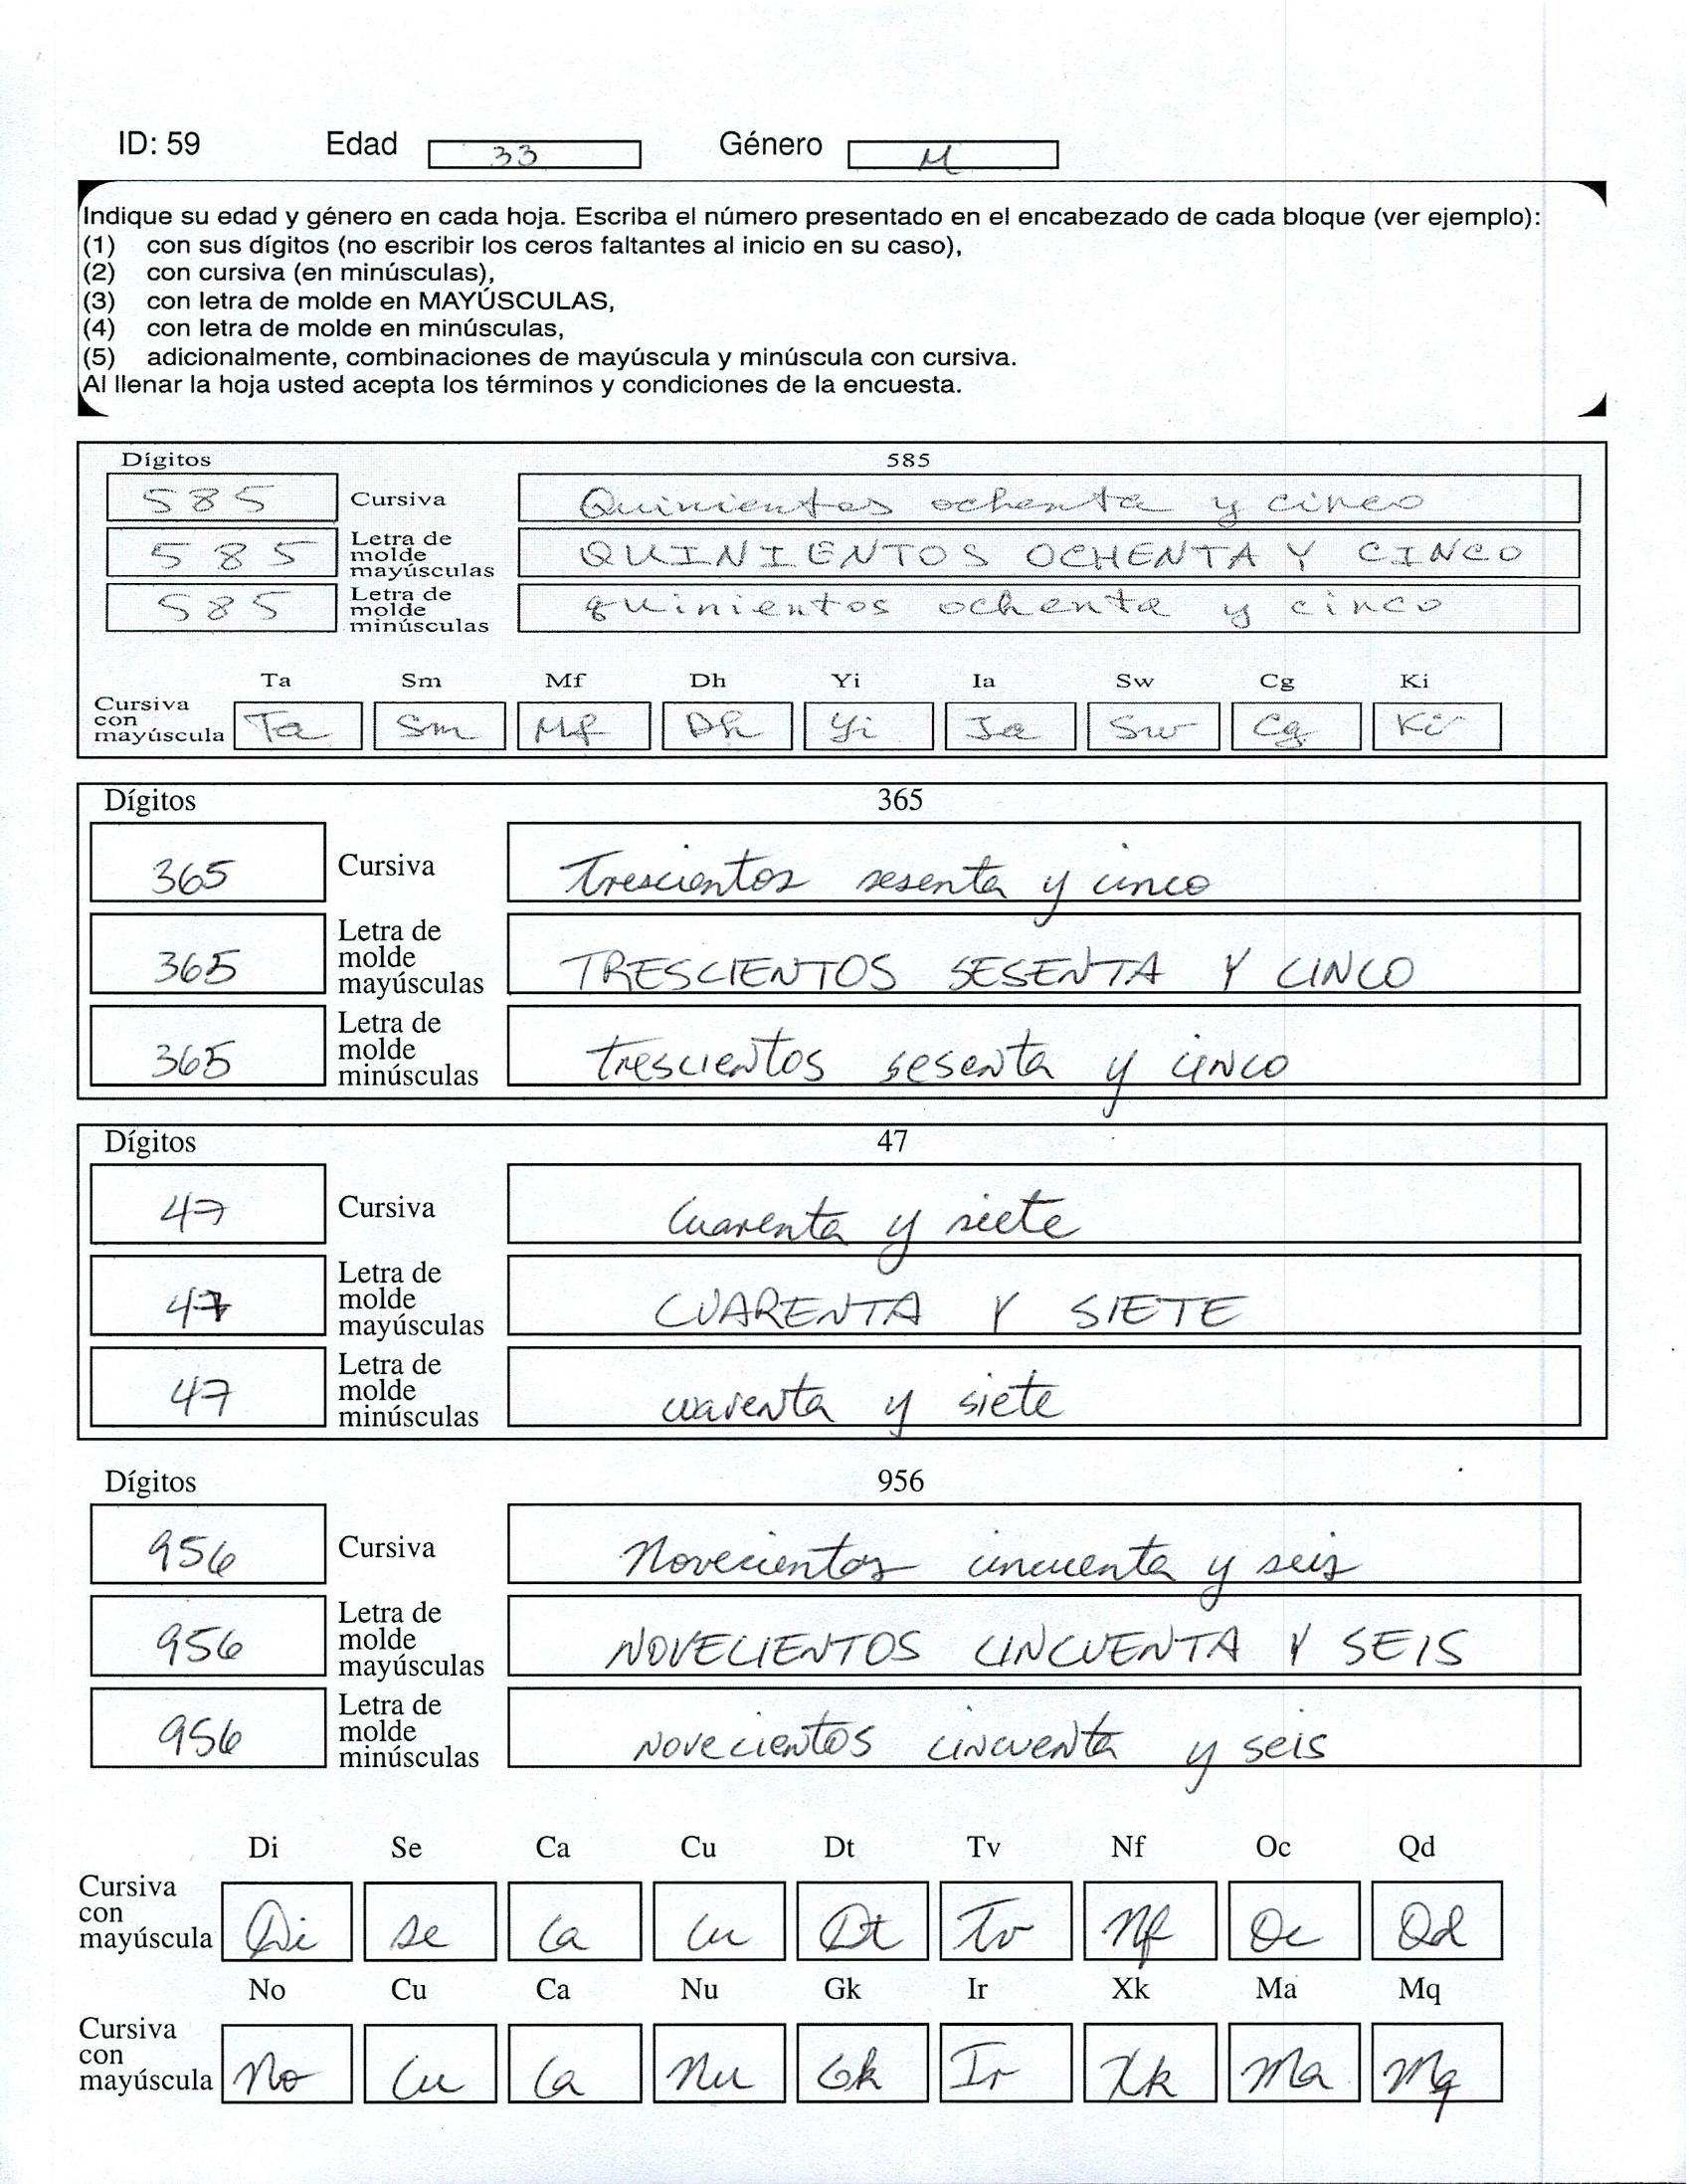 ID: 59 Edad 33 Género M
Indique su edad y género en cada hoja. Escriba el número presentado en el encabezado de cada bloque (ver ejemplo):
(1) con sus dígitos (no escribir los ceros faltantes al inicio en su caso),
(2) con cursiva (en minúsculas),
(3) con letra de molde en MAYÚSCULAS,
(4) con letra de molde en minúsculas,
(5) adicionalmente, combinaciones de mayúscula y minúscula con cursiva.
Al llenar la hoja usted acepta los términos y condiciones de la encuesta.
Dígitos 585
585 Cursiva Quinientos ochenta y cinco
585 Letra de molde mayúsculas QUINIENTOS OCHENTA Y CINCO
585 Letra de molde minúsculas quinientos ochenta y cinco
Ta Sm Mf Dh Yi Ia Sw Cg Ki
Cursiva con mayúscula Ta Sm Mf Dh Yi Ia Sw Cg Ki
Dígitos 365
365 Cursiva Trescientos sesenta y cinco
365 Letra de molde mayúsculas TRESCIENTOS SESENTA Y CINCO
365 Letra de molde minúsculas trescientos sesenta y cinco
Dígitos 47
47 Cursiva Cuarenta y siete
47 Letra de molde mayúsculas CUARENTA Y SIETE
47 Letra de molde minúsculas cuarenta y siete
Dígitos 956
956 Cursiva Novecientos cincuenta y seis
956 Letra de molde mayúsculas NOVECIENTOS CINCUENTA Y SEIS
956 Letra de molde minúsculas novecientos cincuenta y seis
Di Se Ca Cu Dt Tv Nf Oc Qd
Cursiva con mayúscula Di Se Ca Cu Dt Tv Nf Oc Qd
No Cu Ca Nu Gk Ir Xk Ma Mq
Cursiva con mayúscula No Cu Ca Nu Gk Ir Xk Ma Mq